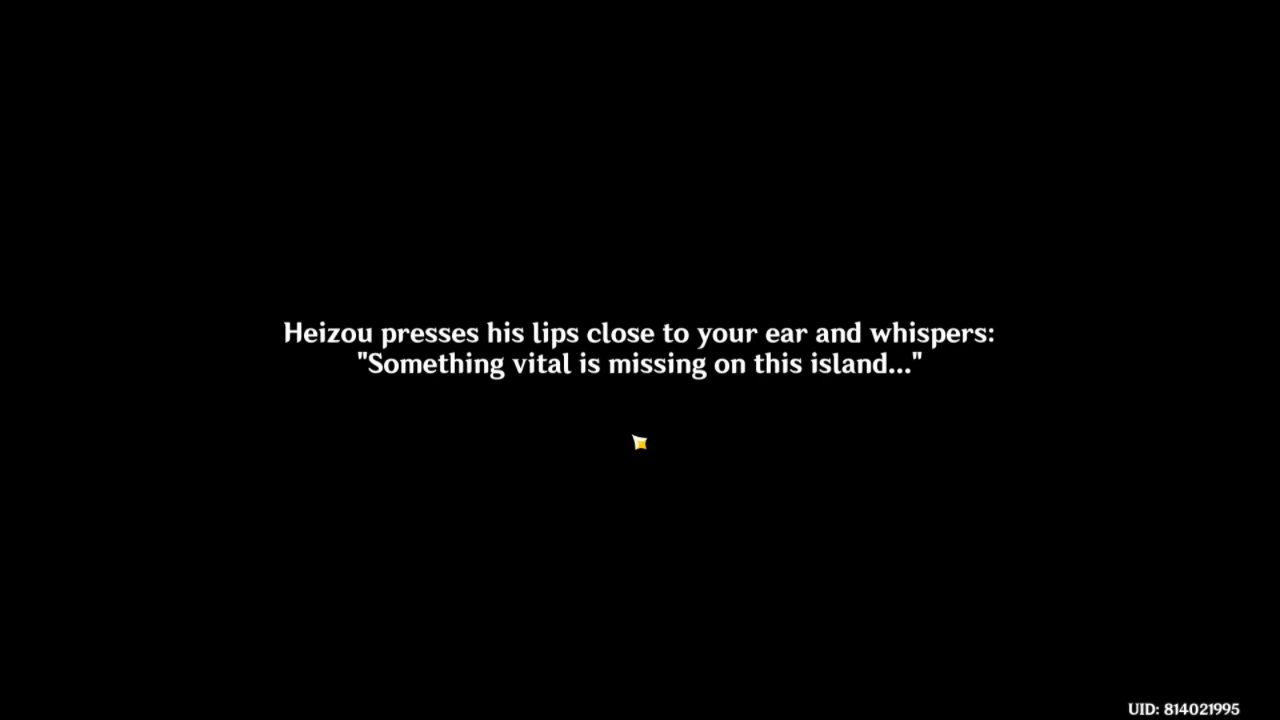 Heizou presses his lips close to your ear and whispers:
"Something vital is missing on this island..."
UID: 814021995